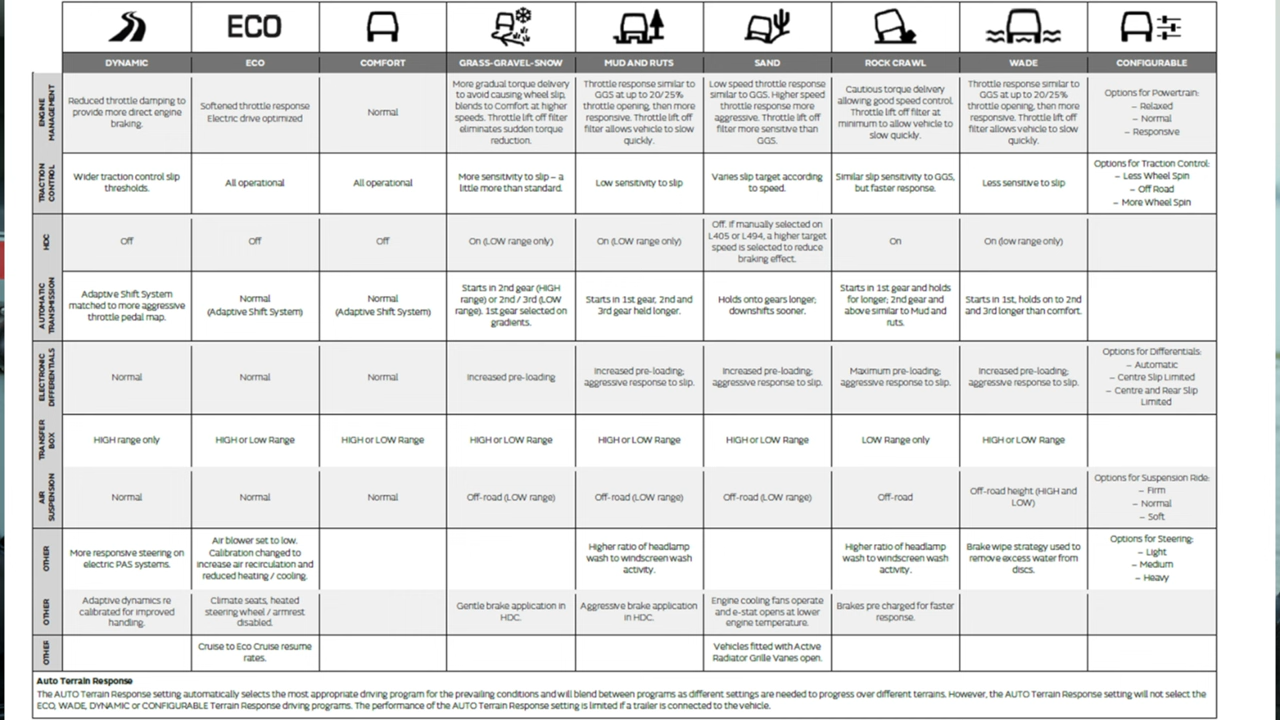 ECO
DYNAMIC
ECO
COMFORT
GRASS-GRAVEL-SNOW
MUD AND RUTS
SAND
ROCK CRAWL
WADE
CONFIGURABLE
ENGINE
MANAGEMENT
Reduced throttle damping to
provide more direct engine
braking.
Softened throttle response
Electric drive optimized
Normal
More gradual torque delivery
to avoid causing wheel slip,
blends to Comfort at higher
speeds. Throttle lift off filter
eliminates sudden torque
reduction.
Throttle response similar to
GGS at up to 20/25%
throttle opening, then more
responsive. Throttle lift off
filter allows vehicle to slow
quickly.
Low speed throttle response
similar to GGS. Higher speed
throttle response more
aggressive. Throttle lift off
filter more sensitive than
GGS.
Cautious torque delivery
allowing good speed control.
Throttle lift off filter at
minimum to allow vehicle to
slow quickly.
Throttle response similar to
GGS at up to 20/25%
throttle opening, then more
responsive. Throttle lift off
filter allows vehicle to slow
quickly.
Options for Powertrain:
– Relaxed
– Normal
– Responsive
TRACTION
CONTROL
Wider traction control slip
thresholds.
All operational
All operational
More sensitivity to slip – a
little more than standard.
Low sensitivity to slip
Varies slip target according
to speed.
Similar slip sensitivity to GGS,
but faster response.
Less sensitive to slip
Options for Traction Control:
– Less Wheel Spin
– Off Road
– More Wheel Spin
HDC
Off
Off
Off
On (LOW range only)
On (LOW range only)
Off. If manually selected on
L405 or L494, a higher target
speed is selected to reduce
braking effect.
On
On (low range only)
AUTOMATIC
TRANSMISSION
Adaptive Shift System
matched to more aggressive
throttle pedal map.
Normal
(Adaptive Shift System)
Normal
(Adaptive Shift System)
Starts in 2nd gear (HIGH
range) or 2nd / 3rd (LOW
range). 1st gear selected on
gradients.
Starts in 1st gear, 2nd and
3rd gear held longer.
Holds onto gears longer;
downshifts sooner.
Starts in 1st gear and holds
for longer; 2nd gear and
above similar to Mud and
ruts.
Starts in 1st, holds on to 2nd
and 3rd longer than comfort.
ELECTRONIC
DIFFERENTIALS
Normal
Normal
Normal
Increased pre-loading
Increased pre-loading;
aggressive response to slip.
Increased pre-loading;
aggressive response to slip.
Maximum pre-loading;
aggressive response to slip.
Increased pre-loading;
aggressive response to slip.
Options for Differentials:
– Automatic
– Centre Slip Limited
– Centre and Rear Slip
Limited
TRANSFER
BOX
HIGH range only
HIGH or LOW Range
HIGH or LOW Range
HIGH or LOW Range
HIGH or LOW Range
HIGH or LOW Range
LOW Range only
HIGH or LOW Range
AIR
SUSPENSION
Normal
Normal
Normal
Off-road (LOW range)
Off-road (LOW range)
Off-road (LOW range)
Off-road
Off-road height (HIGH and
LOW)
Options for Suspension Ride:
– Firm
– Normal
– Soft
OTHER
More responsive steering on
electric PAS systems.
Air blower set to low.
Calibration changed to
increase air recirculation and
reduced heating / cooling.
Higher ratio of headlamp
wash to windscreen wash
activity.
Higher ratio of headlamp
wash to windscreen wash
activity.
Brake wipe strategy used to
remove excess water from
discs.
Options for Steering:
– Light
– Medium
– Heavy
OTHER
Adaptive dynamics re
calibrated for improved
handling.
Climate seats, heated
steering wheel / armrest
disabled.
Gentle brake application in
HDC.
Aggressive brake application
in HDC.
Engine cooling fans operate
and e-stat opens at lower
engine temperature.
Brakes pre charged for faster
response.
OTHER
Cruise to Eco Cruise resume
rates.
Vehicles fitted with Active
Radiator Grille Vanes open.
Auto Terrain Response
The AUTO Terrain Response setting automatically selects the most appropriate driving program for the prevailing conditions and will blend between programs as different settings are needed to progress over different terrains. However, the AUTO Terrain Response setting will not select the
ECO, WADE, DYNAMIC or CONFIGURABLE Terrain Response driving programs. The performance of the AUTO Terrain Response setting is limited if a trailer is connected to the vehicle.